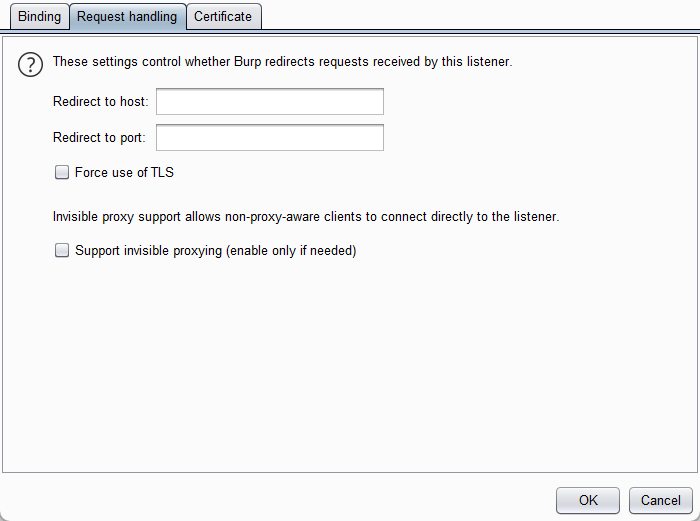 Binding Request handling Certificate
? These settings control whether Burp redirects requests received by this listener.
Redirect to host:
Redirect to port:
Force use of TLS
Invisible proxy support allows non-proxy-aware clients to connect directly to the listener.
Support invisible proxying (enable only if needed)
OK Cancel